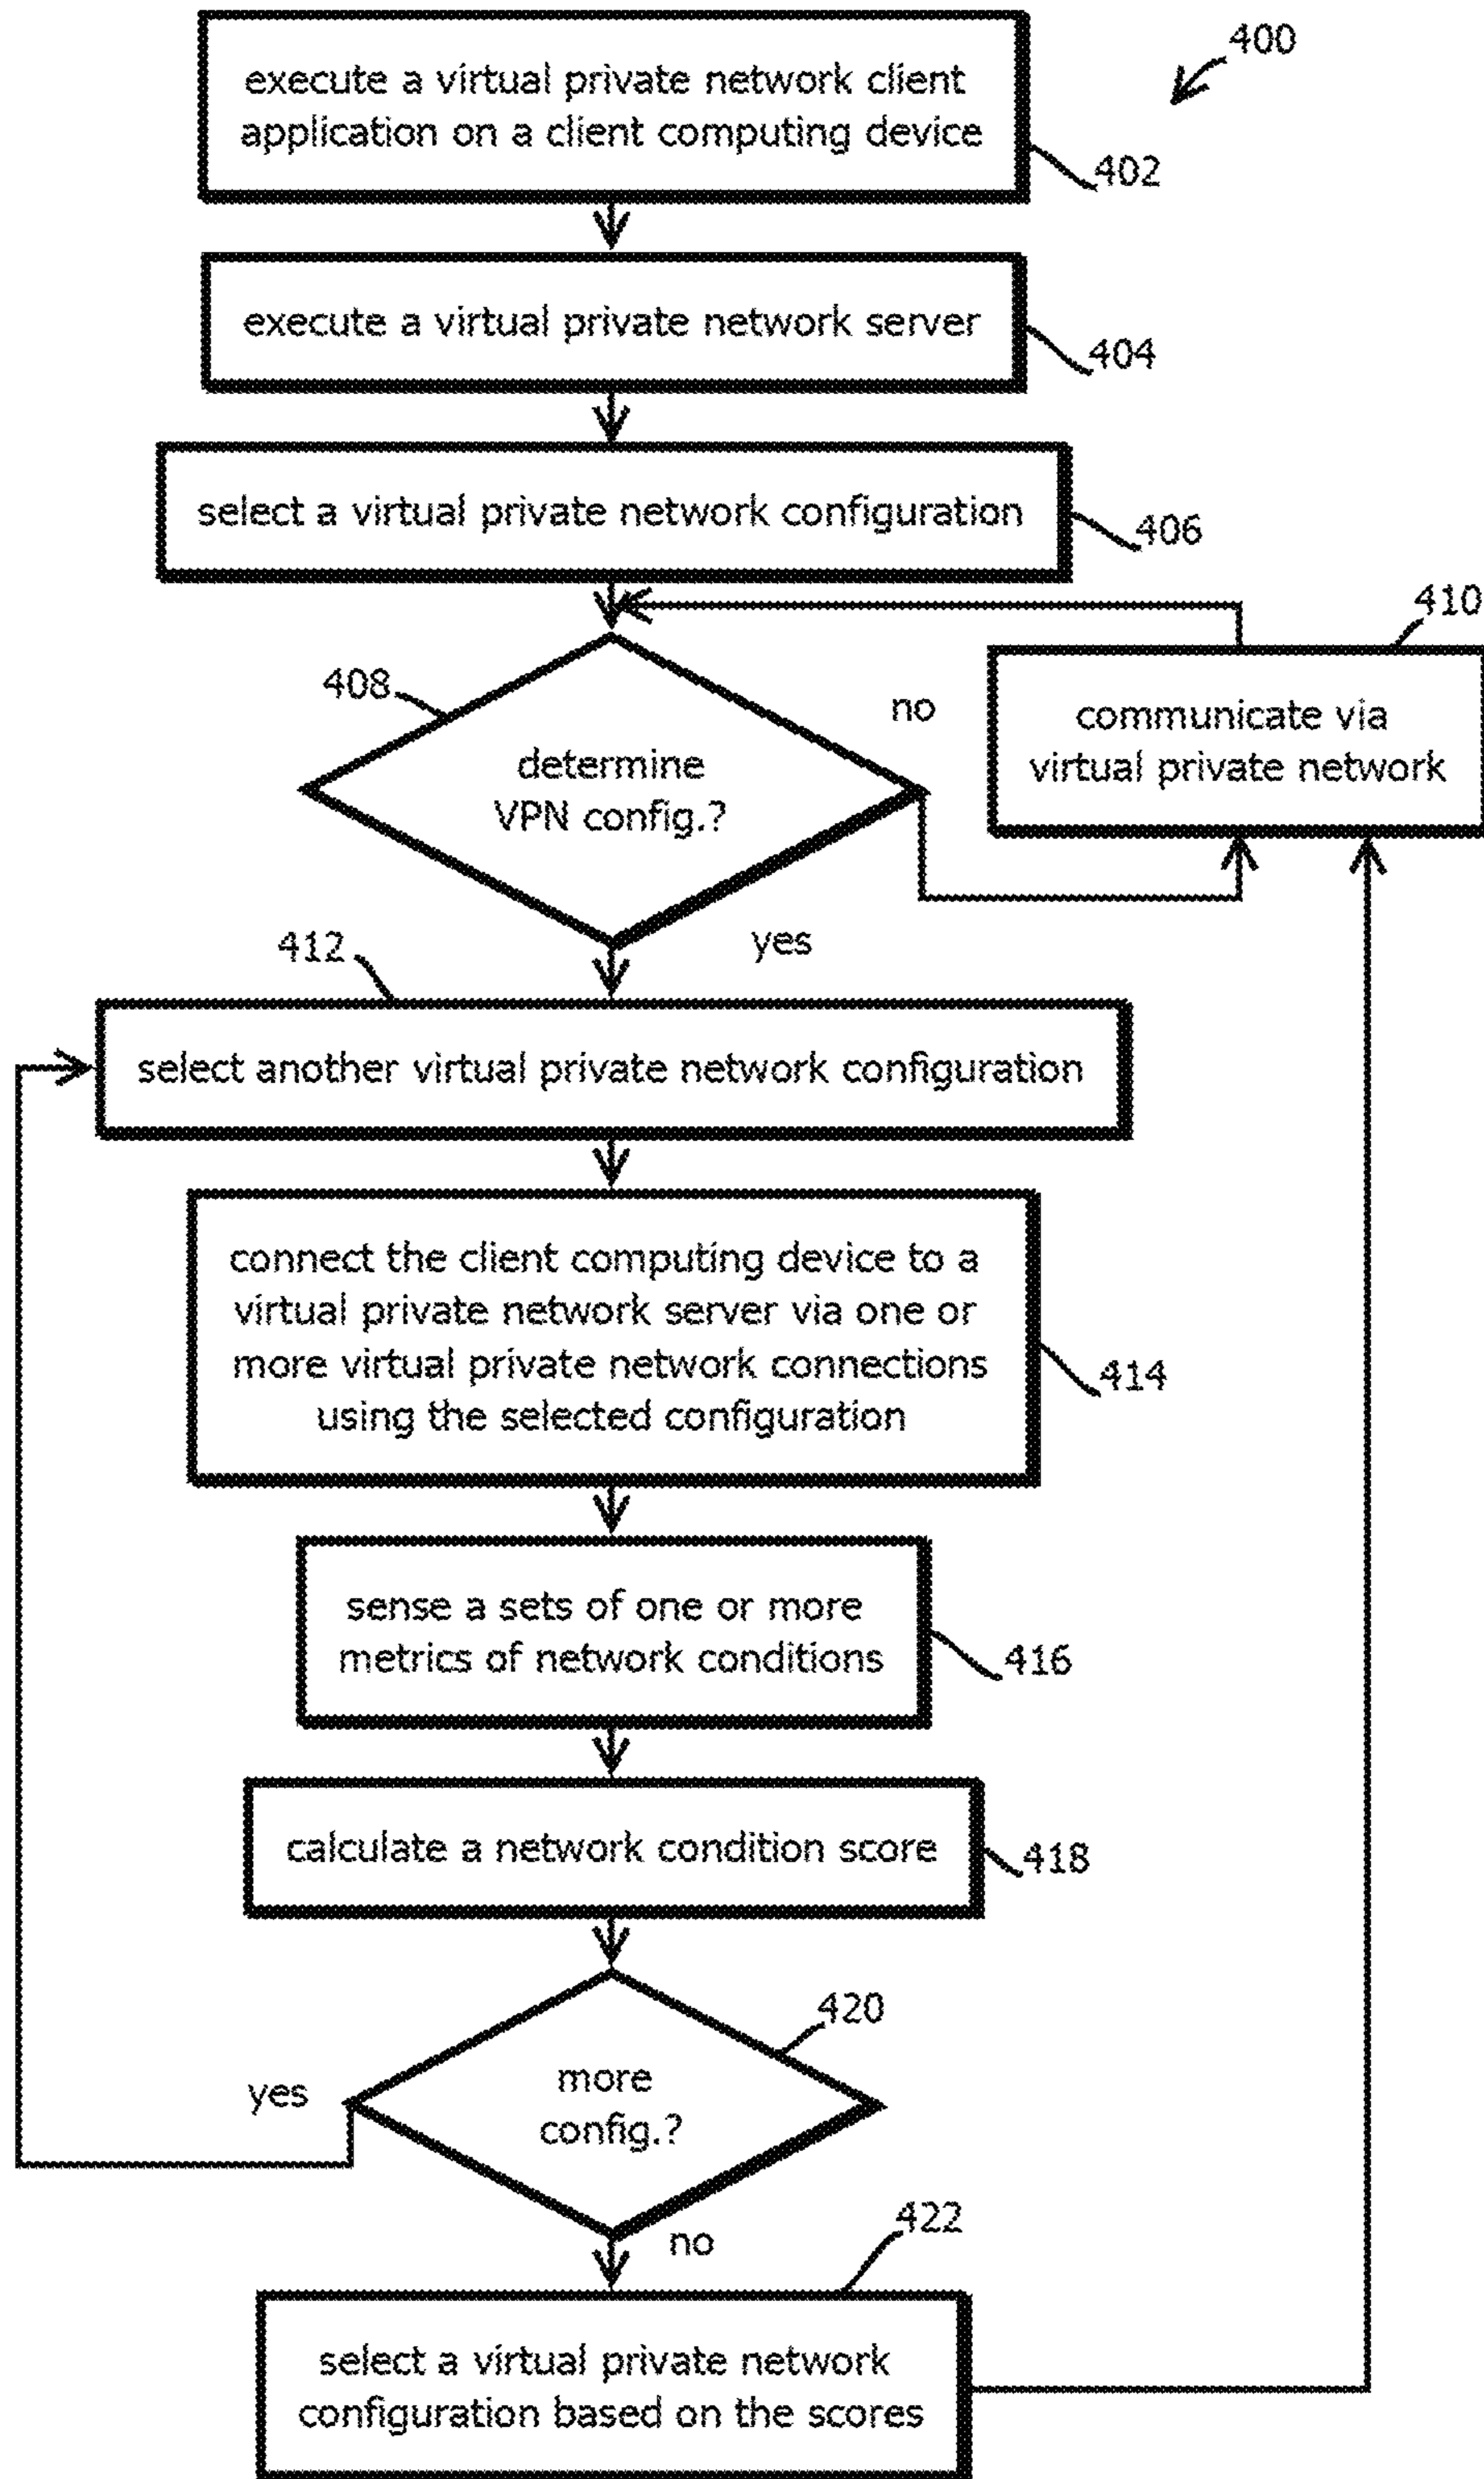 400
execute a virtual private network client
application on a client computing device
402
execute a virtual private network server
404
select a virtual private network configuration
406
410
408
no
communicate via
virtual private network
determine
VPN config.?
yes
412
select another virtual private network configuration
connect the client computing device to a
virtual private network server via one or
more virtual private network connections
using the selected configuration
414
sense a sets of one or more
metrics of network conditions
416
calculate a network condition score
418
420
more
config.?
yes
no
422
select a virtual private network
configuration based on the scores